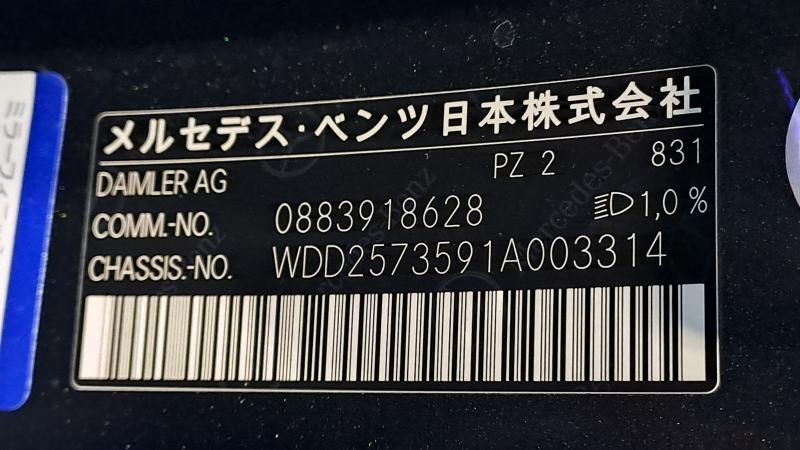 メルセデス・ベンツ日本株式会社
DAIMLER AG PZ 2 831
COMM.-NO. 0883918628 1,0 %
CHASSIS.-NO. WDD2573591A003314